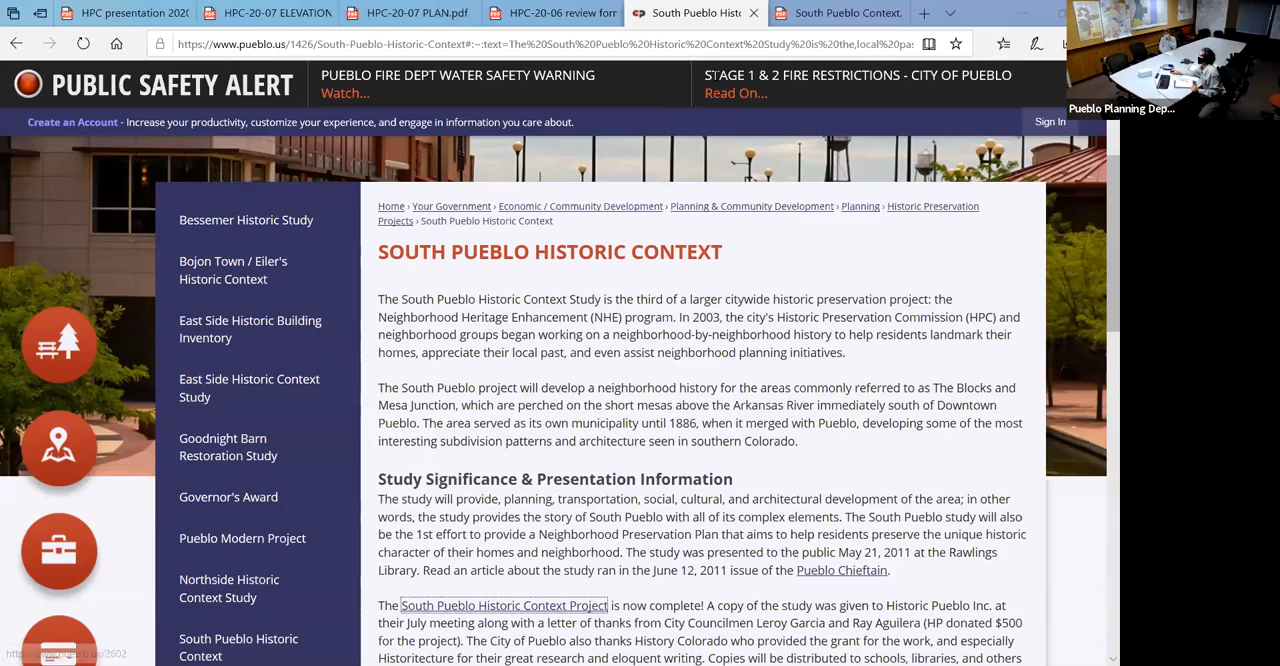 HPC presentation 2020
HPC-20-07 ELEVATION
HPC-20-07 PLAN.pdf
HPC-20-06 review form
South Pueblo Histo
South Pueblo Context.
https://www.pueblo.us/1426/South-Pueblo-Historic-Context#:~:text=The%20South%20Pueblo%20Historic%20Context%20Study%20is%20the,local%20pas
PUBLIC SAFETY ALERT
PUEBLO FIRE DEPT WATER SAFETY WARNING
Watch...
STAGE 1 & 2 FIRE RESTRICTIONS - CITY OF PUEBLO
Read On...
Pueblo Planning Dep...
Create an Account - Increase your productivity, customize your experience, and engage in information you care about.
Sign In
Bessemer Historic Study
Bojon Town / Eiler's
Historic Context
East Side Historic Building
Inventory
East Side Historic Context
Study
Goodnight Barn
Restoration Study
Governor's Award
Pueblo Modern Project
Northside Historic
Context Study
South Pueblo Historic
Context
Home › Your Government › Economic / Community Development › Planning & Community Development › Planning › Historic Preservation
Projects › South Pueblo Historic Context
SOUTH PUEBLO HISTORIC CONTEXT
The South Pueblo Historic Context Study is the third of a larger citywide historic preservation project: the
Neighborhood Heritage Enhancement (NHE) program. In 2003, the city's Historic Preservation Commission (HPC) and
neighborhood groups began working on a neighborhood-by-neighborhood history to help residents landmark their
homes, appreciate their local past, and even assist neighborhood planning initiatives.
The South Pueblo project will develop a neighborhood history for the areas commonly referred to as The Blocks and
Mesa Junction, which are perched on the short mesas above the Arkansas River immediately south of Downtown
Pueblo. The area served as its own municipality until 1886, when it merged with Pueblo, developing some of the most
interesting subdivision patterns and architecture seen in southern Colorado.
Study Significance & Presentation Information
The study will provide, planning, transportation, social, cultural, and architectural development of the area; in other
words, the study provides the story of South Pueblo with all of its complex elements. The South Pueblo study will also
be the 1st effort to provide a Neighborhood Preservation Plan that aims to help residents preserve the unique historic
character of their homes and neighborhood. The study was presented to the public May 21, 2011 at the Rawlings
Library. Read an article about the study ran in the June 12, 2011 issue of the Pueblo Chieftain.
The South Pueblo Historic Context Project is now complete! A copy of the study was given to Historic Pueblo Inc. at
their July meeting along with a letter of thanks from City Councilmen Leroy Garcia and Ray Aguilera (HP donated $500
for the project). The City of Pueblo also thanks History Colorado who provided the grant for the work, and especially
Historitecture for their great research and eloquent writing. Copies will be distributed to schools, libraries, and others
https://www.pueblo.us/2602